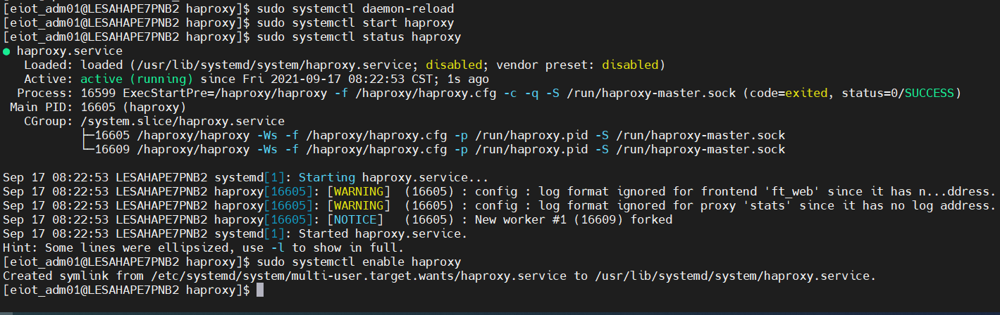 [eiot_adm01@LESAHAPE7PNB2 haproxy]$ sudo systemctl daemon-reload
[eiot_adm01@LESAHAPE7PNB2 haproxy]$ sudo systemctl start haproxy
[eiot_adm01@LESAHAPE7PNB2 haproxy]$ sudo systemctl status haproxy
● haproxy.service
   Loaded: loaded (/usr/lib/systemd/system/haproxy.service; disabled; vendor preset: disabled)
   Active: active (running) since Fri 2021-09-17 08:22:53 CST; 1s ago
  Process: 16599 ExecStartPre=/haproxy/haproxy -f /haproxy/haproxy.cfg -c -q -S /run/haproxy-master.sock (code=exited, status=0/SUCCESS)
 Main PID: 16605 (haproxy)
   CGroup: /system.slice/haproxy.service
           ├─16605 /haproxy/haproxy -Ws -f /haproxy/haproxy.cfg -p /run/haproxy.pid -S /run/haproxy-master.sock
           └─16609 /haproxy/haproxy -Ws -f /haproxy/haproxy.cfg -p /run/haproxy.pid -S /run/haproxy-master.sock
Sep 17 08:22:53 LESAHAPE7PNB2 systemd[1]: Starting haproxy.service...
Sep 17 08:22:53 LESAHAPE7PNB2 haproxy[16605]: [WARNING]  (16605) : config : log format ignored for frontend 'ft_web' since it has n...ddress.
Sep 17 08:22:53 LESAHAPE7PNB2 haproxy[16605]: [WARNING]  (16605) : config : log format ignored for proxy 'stats' since it has no log address.
Sep 17 08:22:53 LESAHAPE7PNB2 haproxy[16605]: [NOTICE]   (16605) : New worker #1 (16609) forked
Sep 17 08:22:53 LESAHAPE7PNB2 systemd[1]: Started haproxy.service.
Hint: Some lines were ellipsized, use -l to show in full.
[eiot_adm01@LESAHAPE7PNB2 haproxy]$ sudo systemctl enable haproxy
Created symlink from /etc/systemd/system/multi-user.target.wants/haproxy.service to /usr/lib/systemd/system/haproxy.service.
[eiot_adm01@LESAHAPE7PNB2 haproxy]$